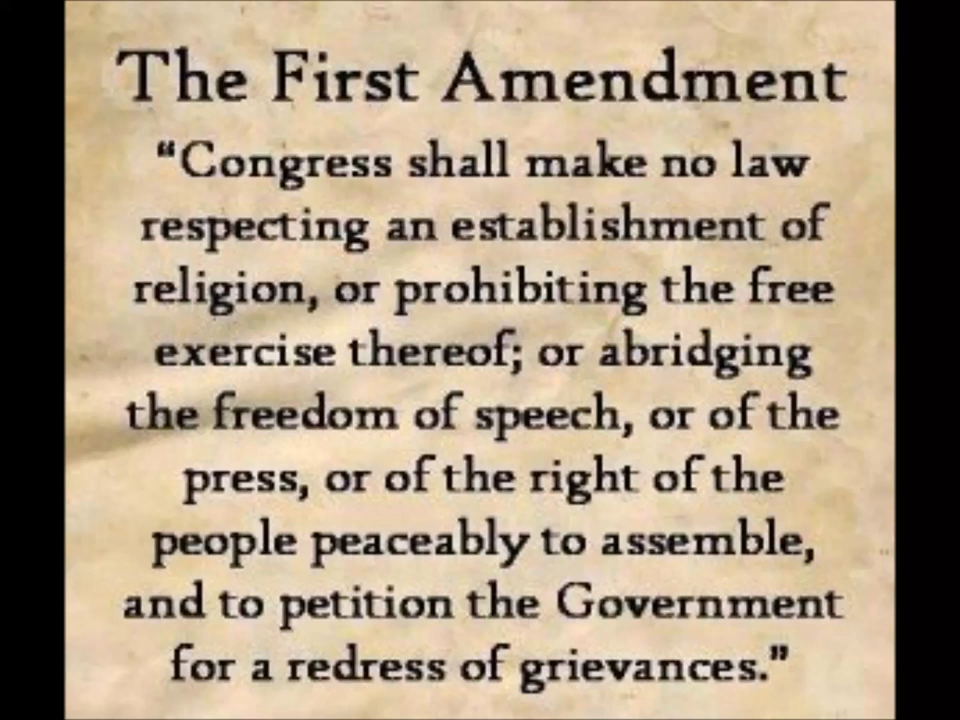 The First Amendment
“Congress shall make no law
respecting an establishment of
religion, or prohibiting the free
exercise thereof; or abridging
the freedom of speech, or of the
press, or of the right of the
people peaceably to assemble,
and to petition the Government
for a redress of grievances.”